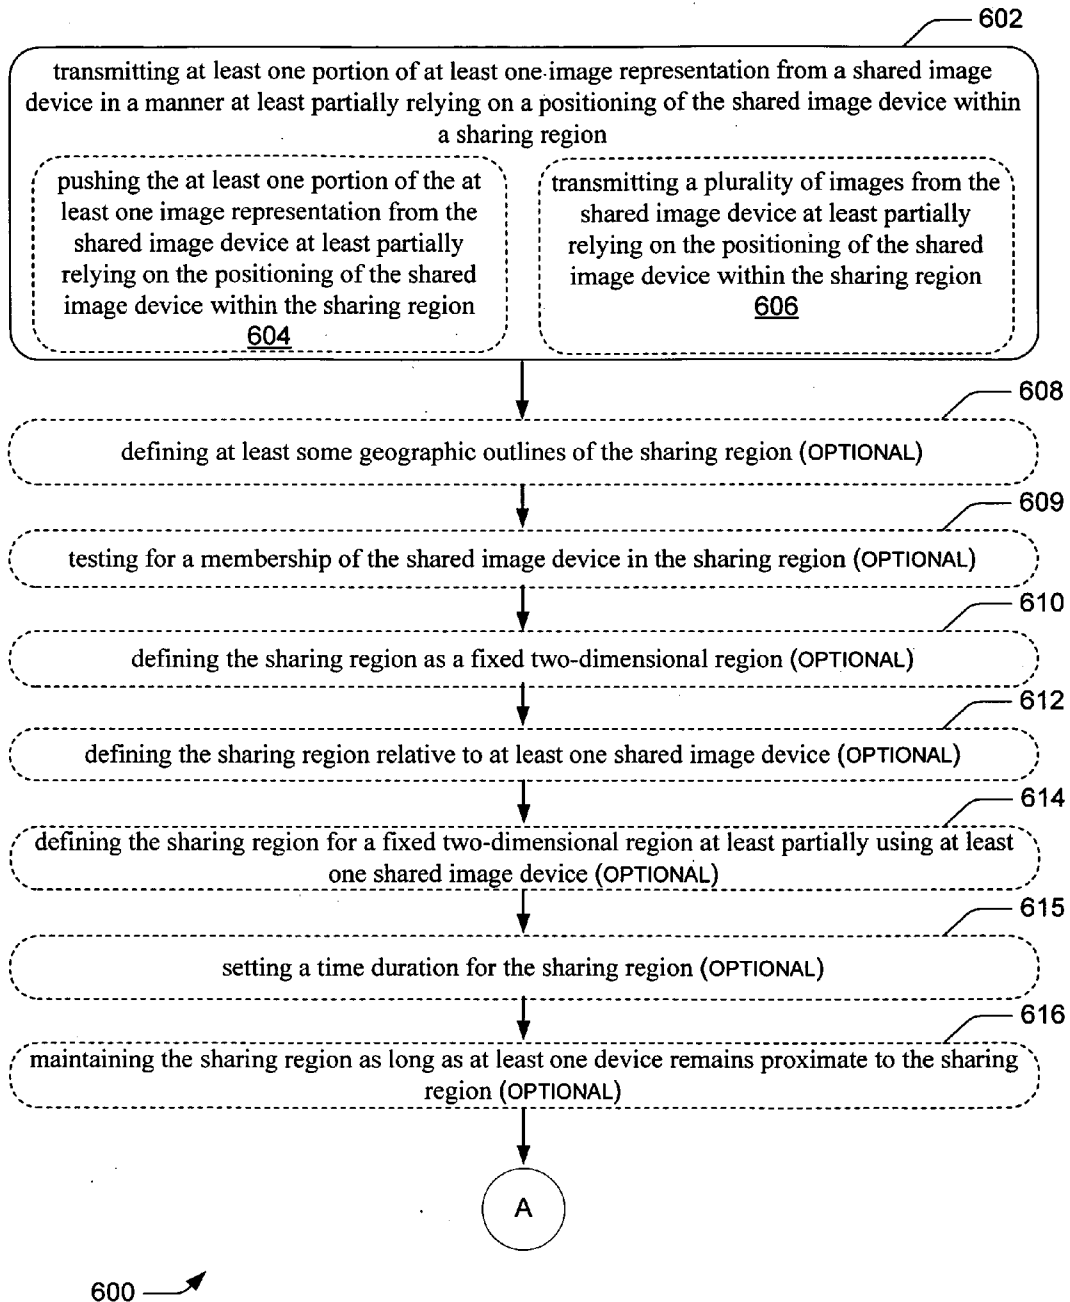 602
transmitting at least one portion of at least one image representation from a shared image
device in a manner at least partially relying on a positioning of the shared image device within
a sharing region
pushing the at least one portion of the at
least one image representation from the
shared image device at least partially
relying on the positioning of the shared
image device within the sharing region
604
transmitting a plurality of images from the
shared image device at least partially
relying on the positioning of the shared
image device within the sharing region
606
608
defining at least some geographic outlines of the sharing region (OPTIONAL)
609
testing for a membership of the shared image device in the sharing region (OPTIONAL)
610
defining the sharing region as a fixed two-dimensional region (OPTIONAL)
612
defining the sharing region relative to at least one shared image device (OPTIONAL)
614
defining the sharing region for a fixed two-dimensional region at least partially using at least
one shared image device (OPTIONAL)
615
setting a time duration for the sharing region (OPTIONAL)
616
maintaining the sharing region as long as at least one device remains proximate to the sharing
region (OPTIONAL)
A
600